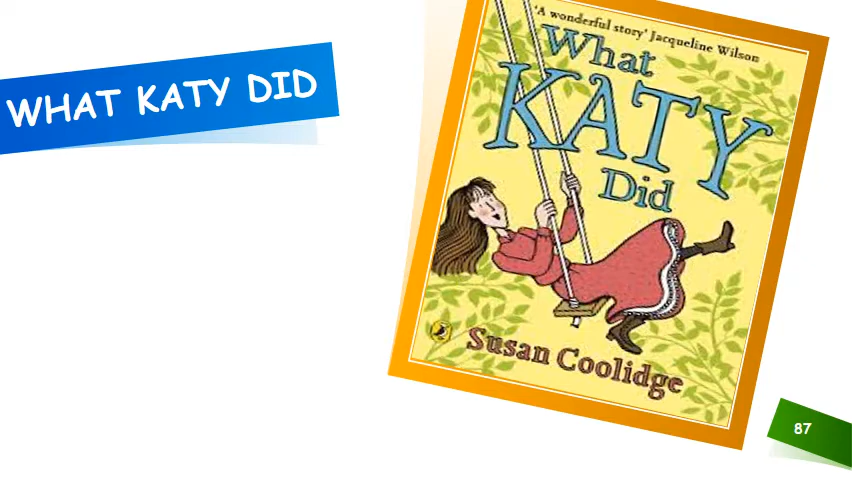 WHAT KATY DID
'A wonderful story' Jacqueline Wilson
What
KATY
Did
Susan Coolidge
87